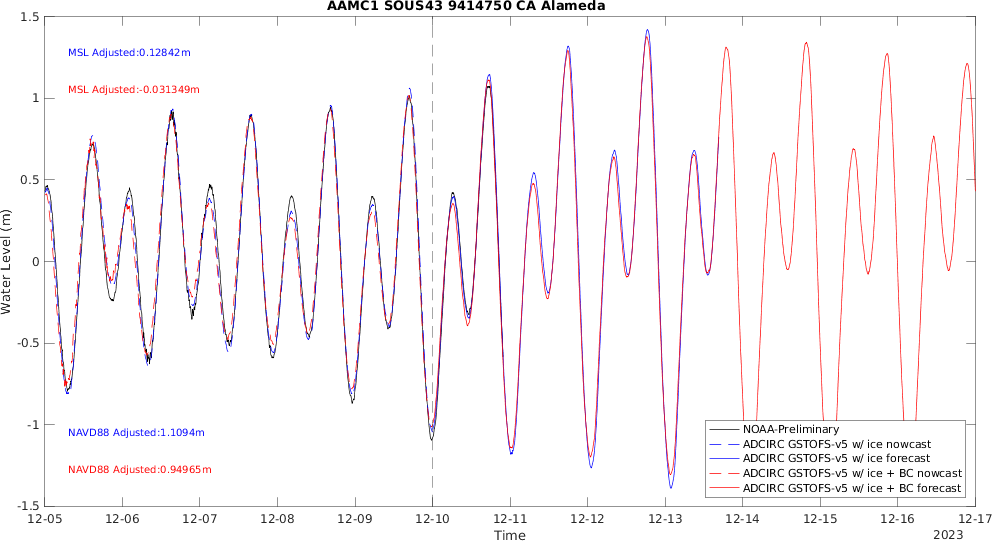 AAMC1 SOUS43 9414750 CA Alameda
MSL Adjusted:0.12842m
MSL Adjusted:-0.031349m
NAVD88 Adjusted:1.1094m
NAVD88 Adjusted:0.94965m
Water Level (m)
1.5
1
0.5
0
-0.5
-1
-1.5
NOAA-Preliminary
ADCIRC GSTOFS-v5 w/ ice nowcast
ADCIRC GSTOFS-v5 w/ ice forecast
ADCIRC GSTOFS-v5 w/ ice + BC nowcast
ADCIRC GSTOFS-v5 w/ ice + BC forecast
12-05 12-06 12-07 12-08 12-09 12-10 12-11 12-12 12-13 12-14 12-15 12-16 12-17
Time
2023